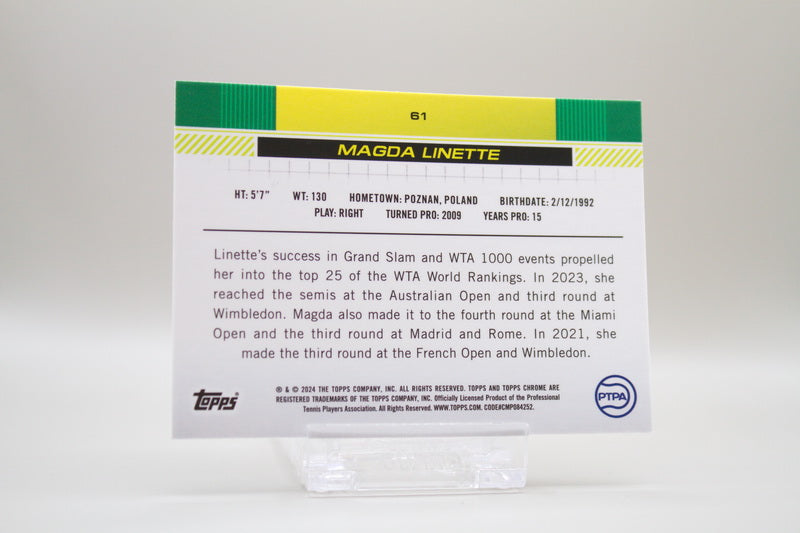 61
MAGDA LINETTE
HT: 5'7" WT: 130 HOMETOWN: POZNAN, POLAND BIRTHDATE: 2/12/1992
PLAY: RIGHT TURNED PRO: 2009 YEARS PRO: 15
Linette's success in Grand Slam and WTA 1000 events propelled
her into the top 25 of the WTA World Rankings. In 2023, she
reached the semis at the Australian Open and third round at
Wimbledon. Magda also made it to the fourth round at the Miami
Open and the third round at Madrid and Rome. In 2021, she
made the third round at the French Open and Wimbledon.
topps
® & © 2024 THE TOPPS COMPANY, INC. ALL RIGHTS RESERVED. TOPPS AND TOPPS CHROME ARE
REGISTERED TRADEMARKS OF THE TOPPS COMPANY, INC. Officially Licensed Product of the Professional
Tennis Players Association. All Rights Reserved. WWW.TOPPS.COM. CODE#CMP084252.
PTPA